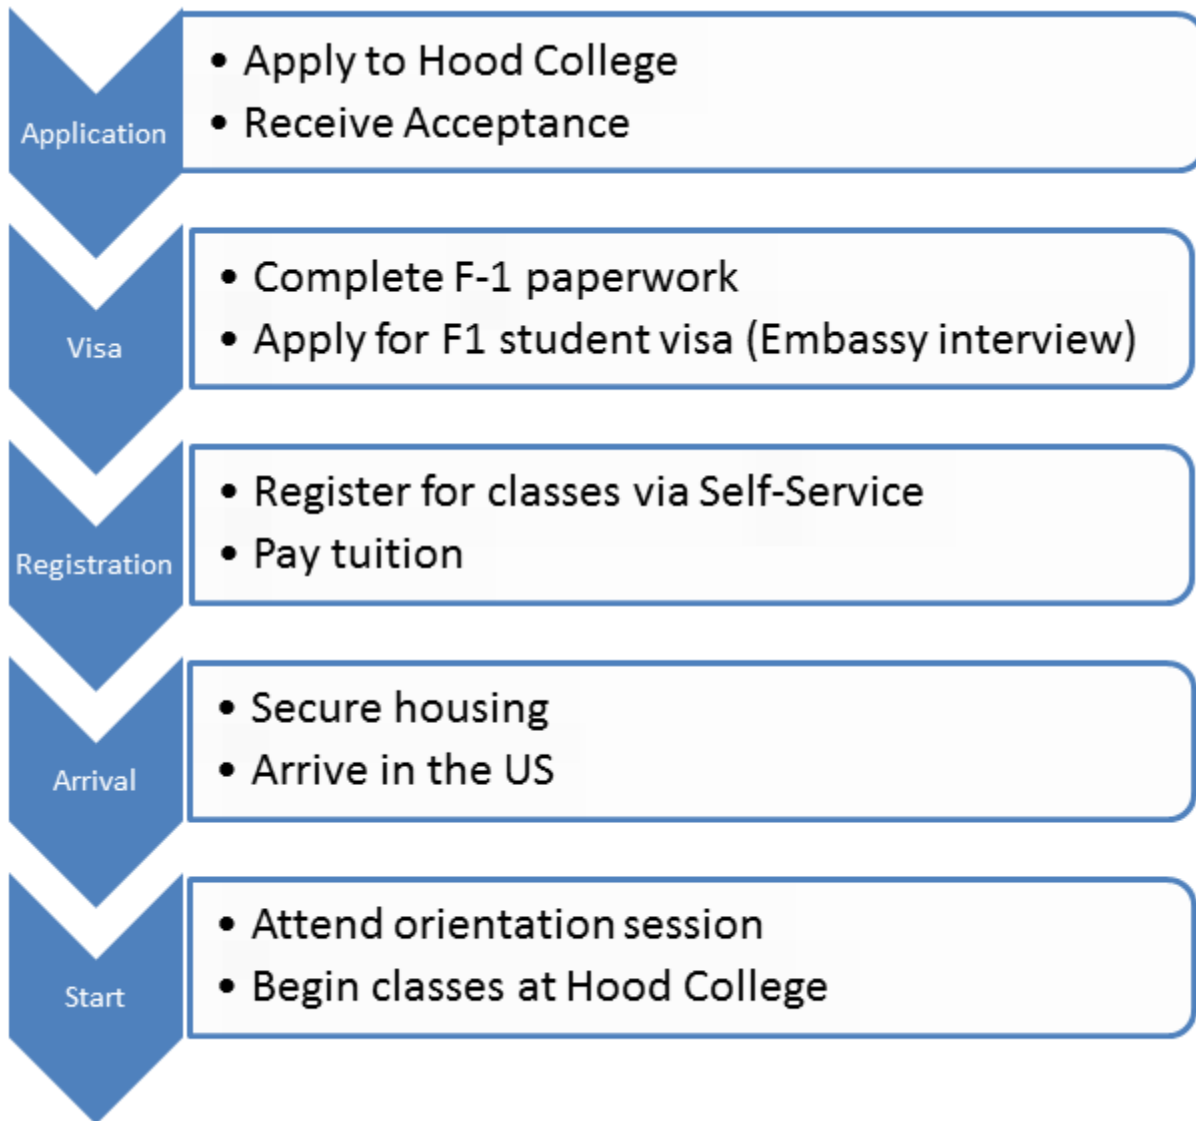 Application
• Apply to Hood College
• Receive Acceptance
Visa
• Complete F-1 paperwork
• Apply for F1 student visa (Embassy interview)
Registration
• Register for classes via Self-Service
• Pay tuition
Arrival
• Secure housing
• Arrive in the US
Start
• Attend orientation session
• Begin classes at Hood College